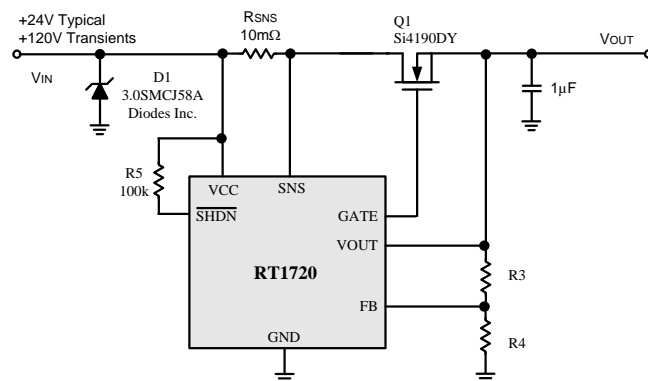 +24V Typical
+120V Transients
RSNS
10mΩ
Q1
Si4190DY
VOUT
VIN
D1
3.0SMCJ58A
Diodes Inc.
1µF
R5
100k
VCC
SNS
SHDN
GATE
VOUT
RT1720
R3
FB
GND
R4